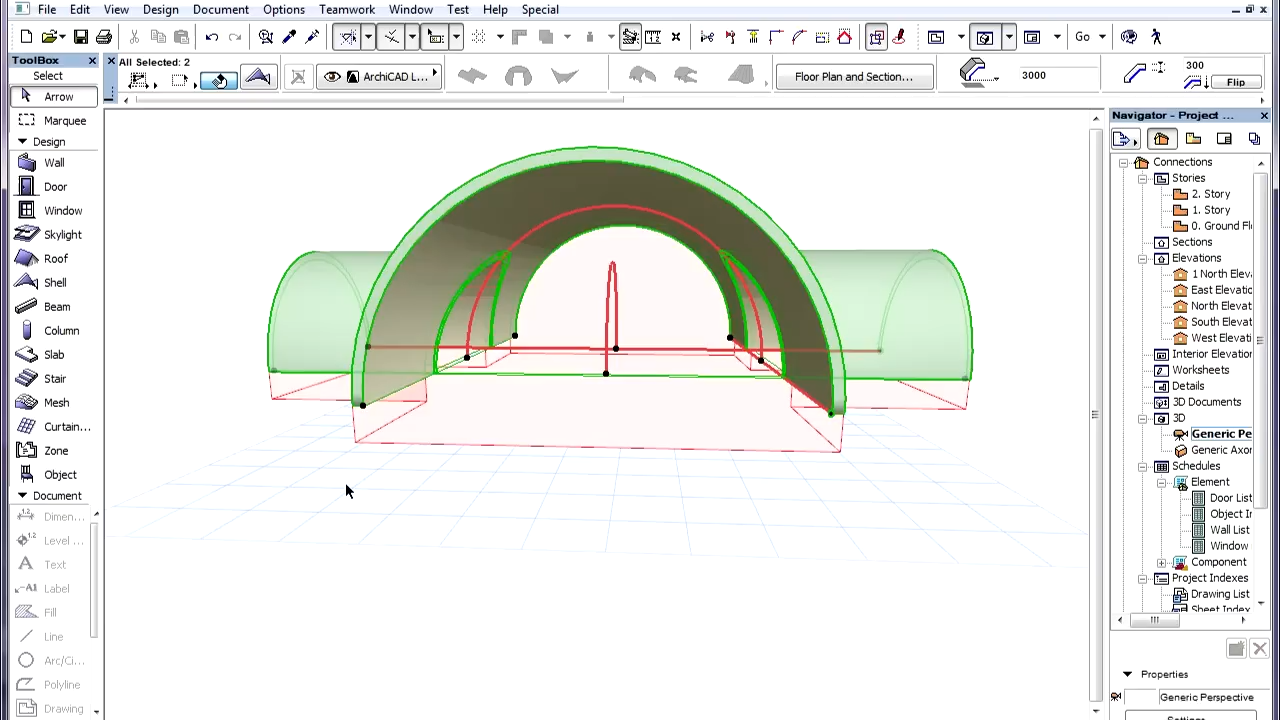 File Edit View Design Document Options Teamwork Window Test Help Special
Go
ToolBox
All Selected: 2
Select
ArchiCAD L...
Floor Plan and Section...
3000
300
Flip
Arrow
Marquee
Design
Wall
Door
Window
Skylight
Roof
Shell
Beam
Column
Slab
Stair
Mesh
Curtain...
Zone
Object
Document
Dimen...
Level ...
Text
Label
Fill
Line
Arc/Ci...
Polyline
Drawing
Navigator - Project ...
Connections
Stories
2. Story
1. Story
0. Ground Fl
Sections
Elevations
1 North Elev
East Elevatio
North Elevat
South Elevat
West Elevati
Interior Elevation
Worksheets
Details
3D Documents
3D
Generic Pe
Generic Axor
Schedules
Element
Door List
Object Ir
Wall List
Window
Component
Project Indexes
Drawing List
Sheet Index
Properties
Generic Perspective
Settings...